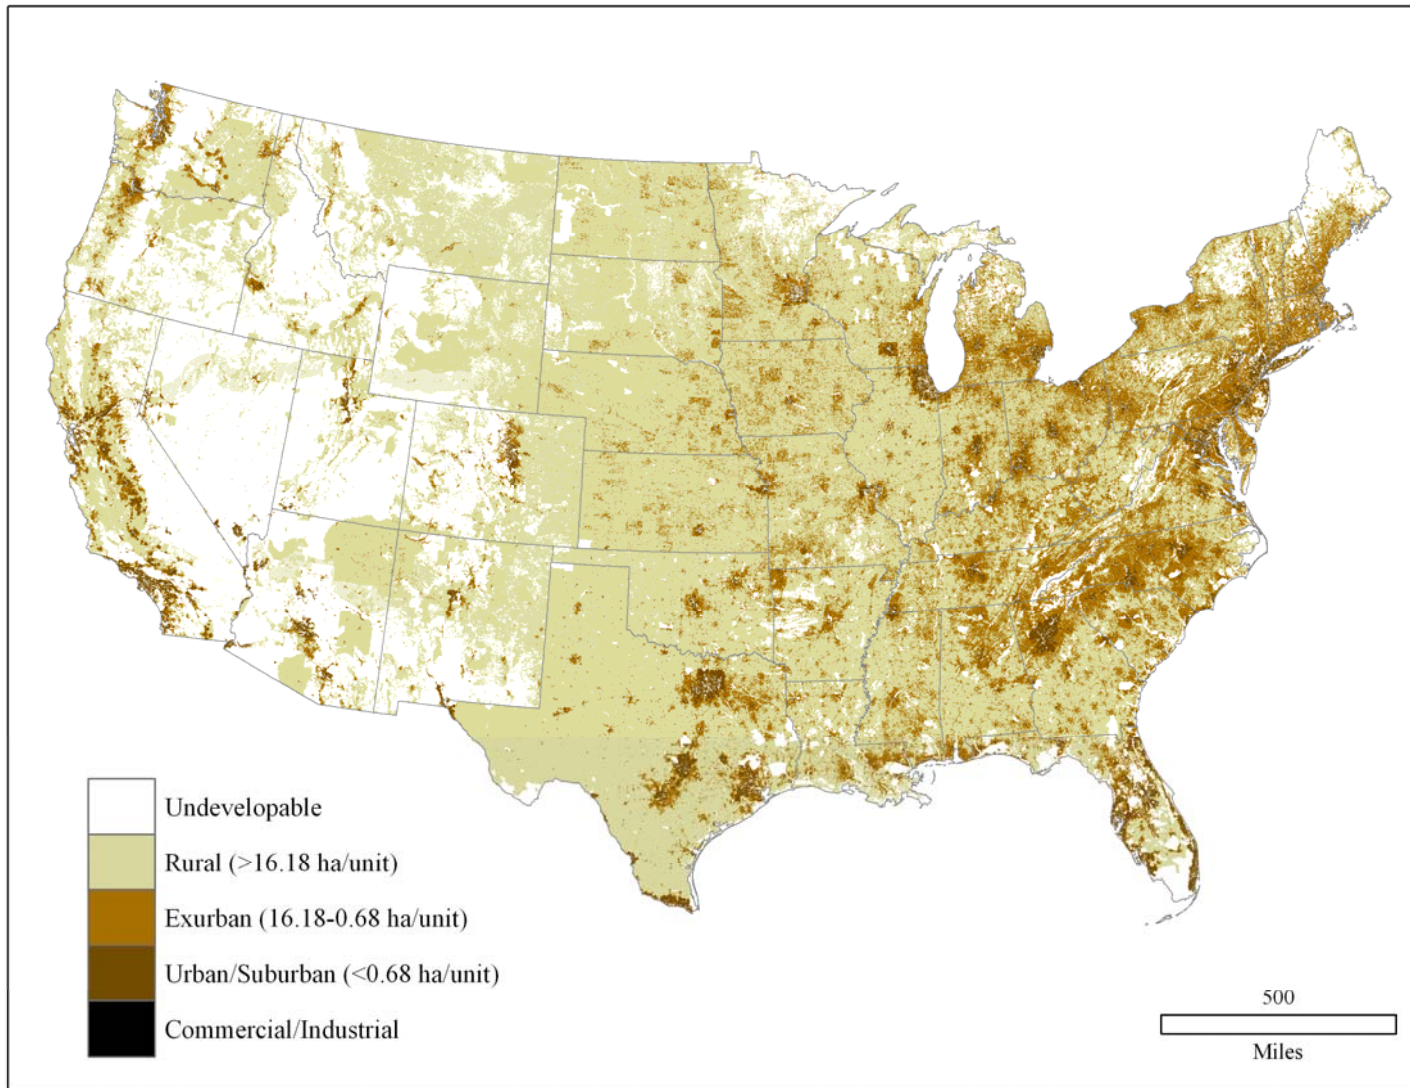 Undevelopable
Rural (>16.18 ha/unit)
Exurban (16.18-0.68 ha/unit)
Urban/Suburban (<0.68 ha/unit)
Commercial/Industrial
500
Miles